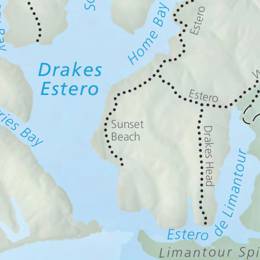 Home Bay
Estero
Drakes
Estero
Estero
Sunset
Beach
Drakes Head
Estero de Limantour
Limantour Spi